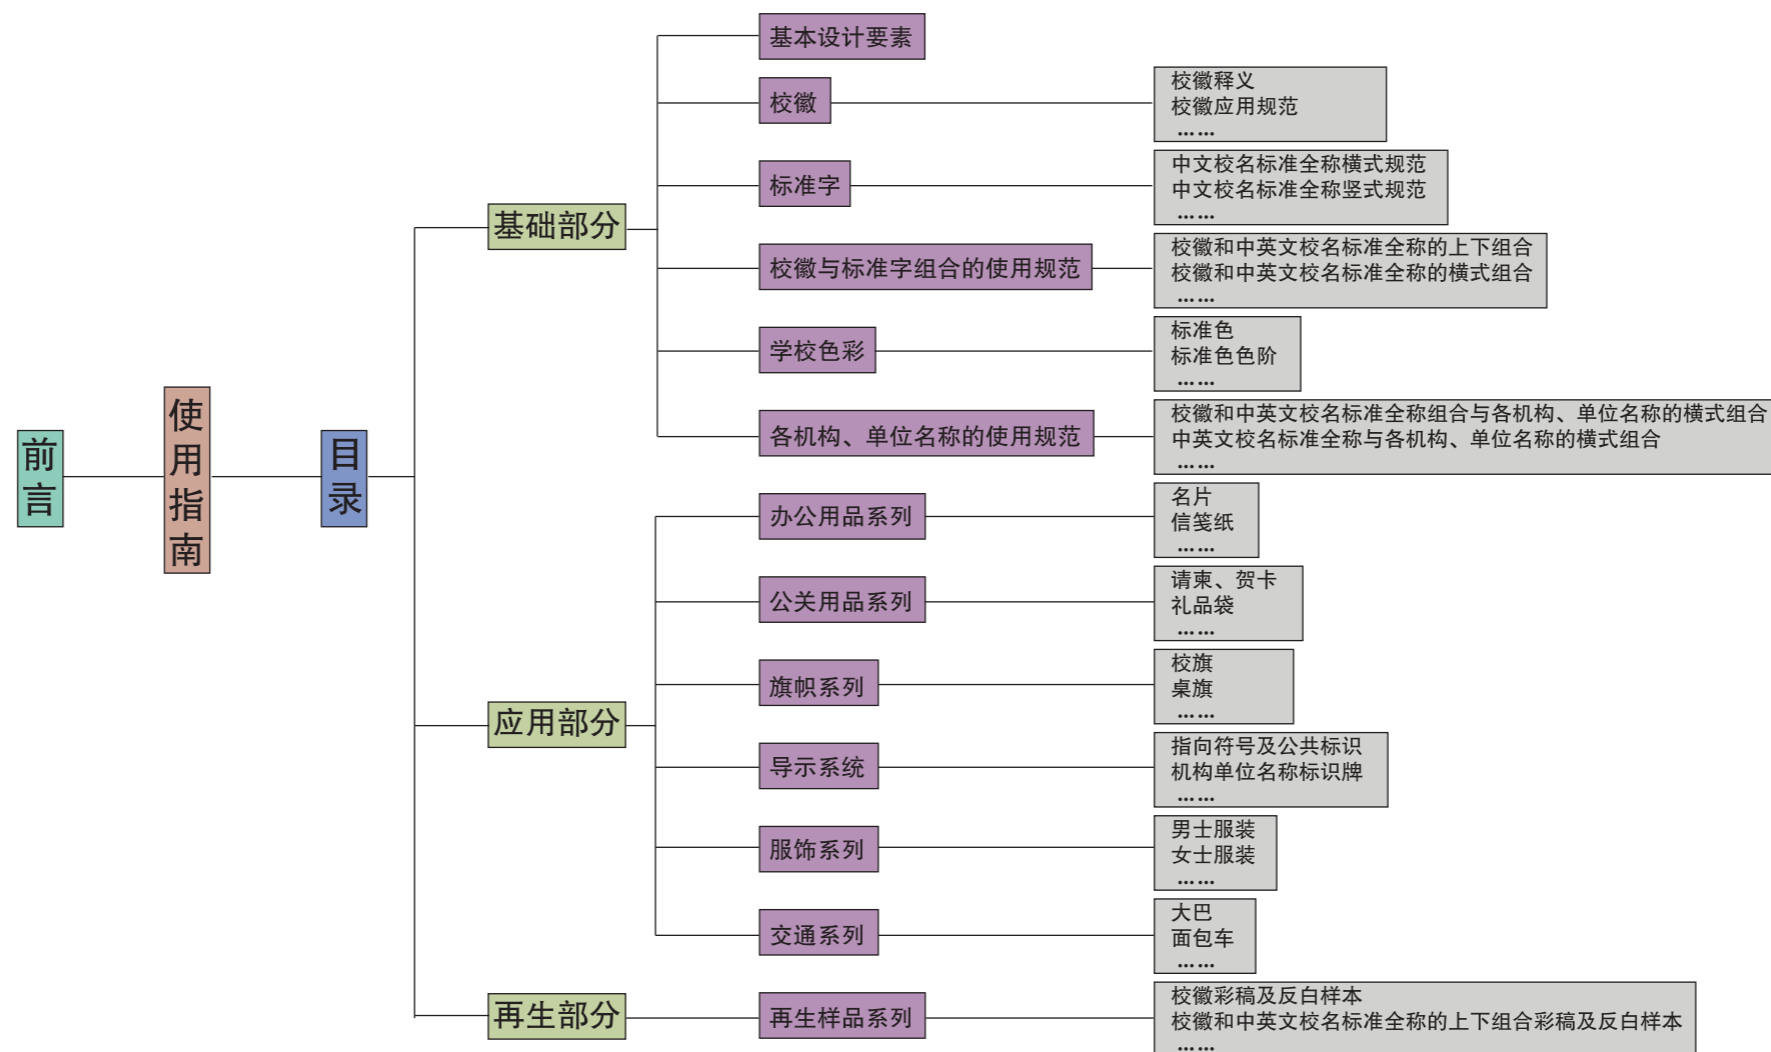 前言
使用指南
目录
基础部分
基本设计要素
校徽
校徽释义
校徽应用规范
……
标准字
中文校名标准全称横式规范
中文校名标准全称竖式规范
……
校徽与标准字组合的使用规范
校徽和中英文校名标准全称的上下组合
校徽和中英文校名标准全称的横式组合
……
学校色彩
标准色
标准色色阶
……
各机构、单位名称的使用规范
校徽和中英文校名标准全称组合与各机构、单位名称的横式组合
中英文校名标准全称与各机构、单位名称的横式组合
……
应用部分
办公用品系列
名片
信笺纸
……
公关用品系列
请柬、贺卡
礼品袋
……
旗帜系列
校旗
桌旗
……
导示系统
指向符号及公共标识
机构单位名称标识牌
……
服饰系列
男士服装
女士服装
……
交通系列
大巴
面包车
……
再生部分
再生样品系列
校徽彩稿及反白样本
校徽和中英文校名标准全称的上下组合彩稿及反白样本
……